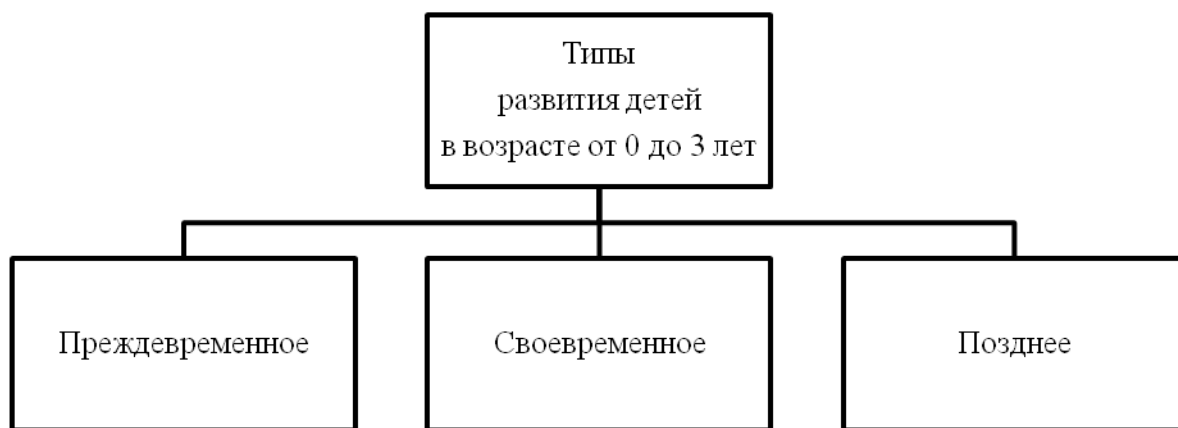 Типы
развития детей
в возрасте от 0 до 3 лет
Преждевременное
Своевременное
Позднее